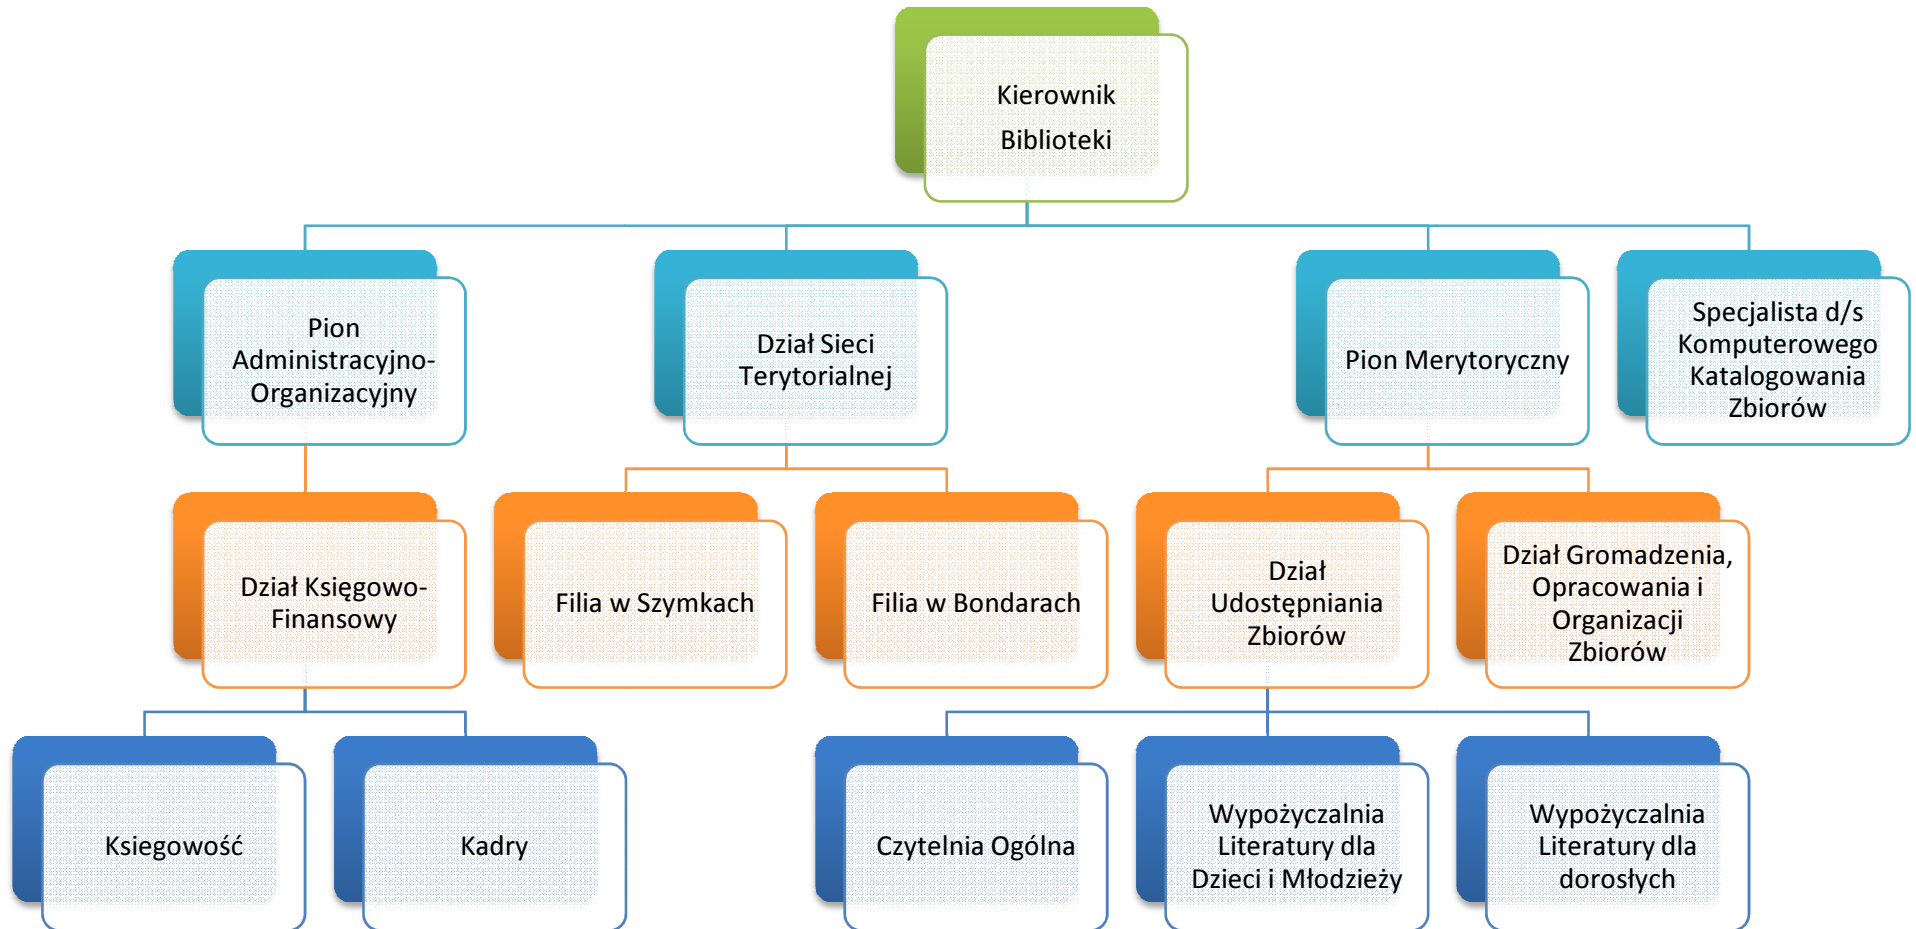 Kierownik
Biblioteki
Pion
Administracyjno-
Organizacyjny
Dział Sieci
Terytorialnej
Pion Merytoryczny
Specjalista d/s
Komputerowego
Katalogowania
Zbiorów
Dział Księgowo-
Finansowy
Filia w Szymkach
Filia w Bondarach
Dział
Udostępniania
Zbiorów
Dział Gromadzenia,
Opracowania i
Organizacji
Zbiorów
Ksiegowość
Kadry
Czytelnia Ogólna
Wypożyczalnia
Literatury dla
Dzieci i Młodzieży
Wypożyczalnia
Literatury dla
dorosłych